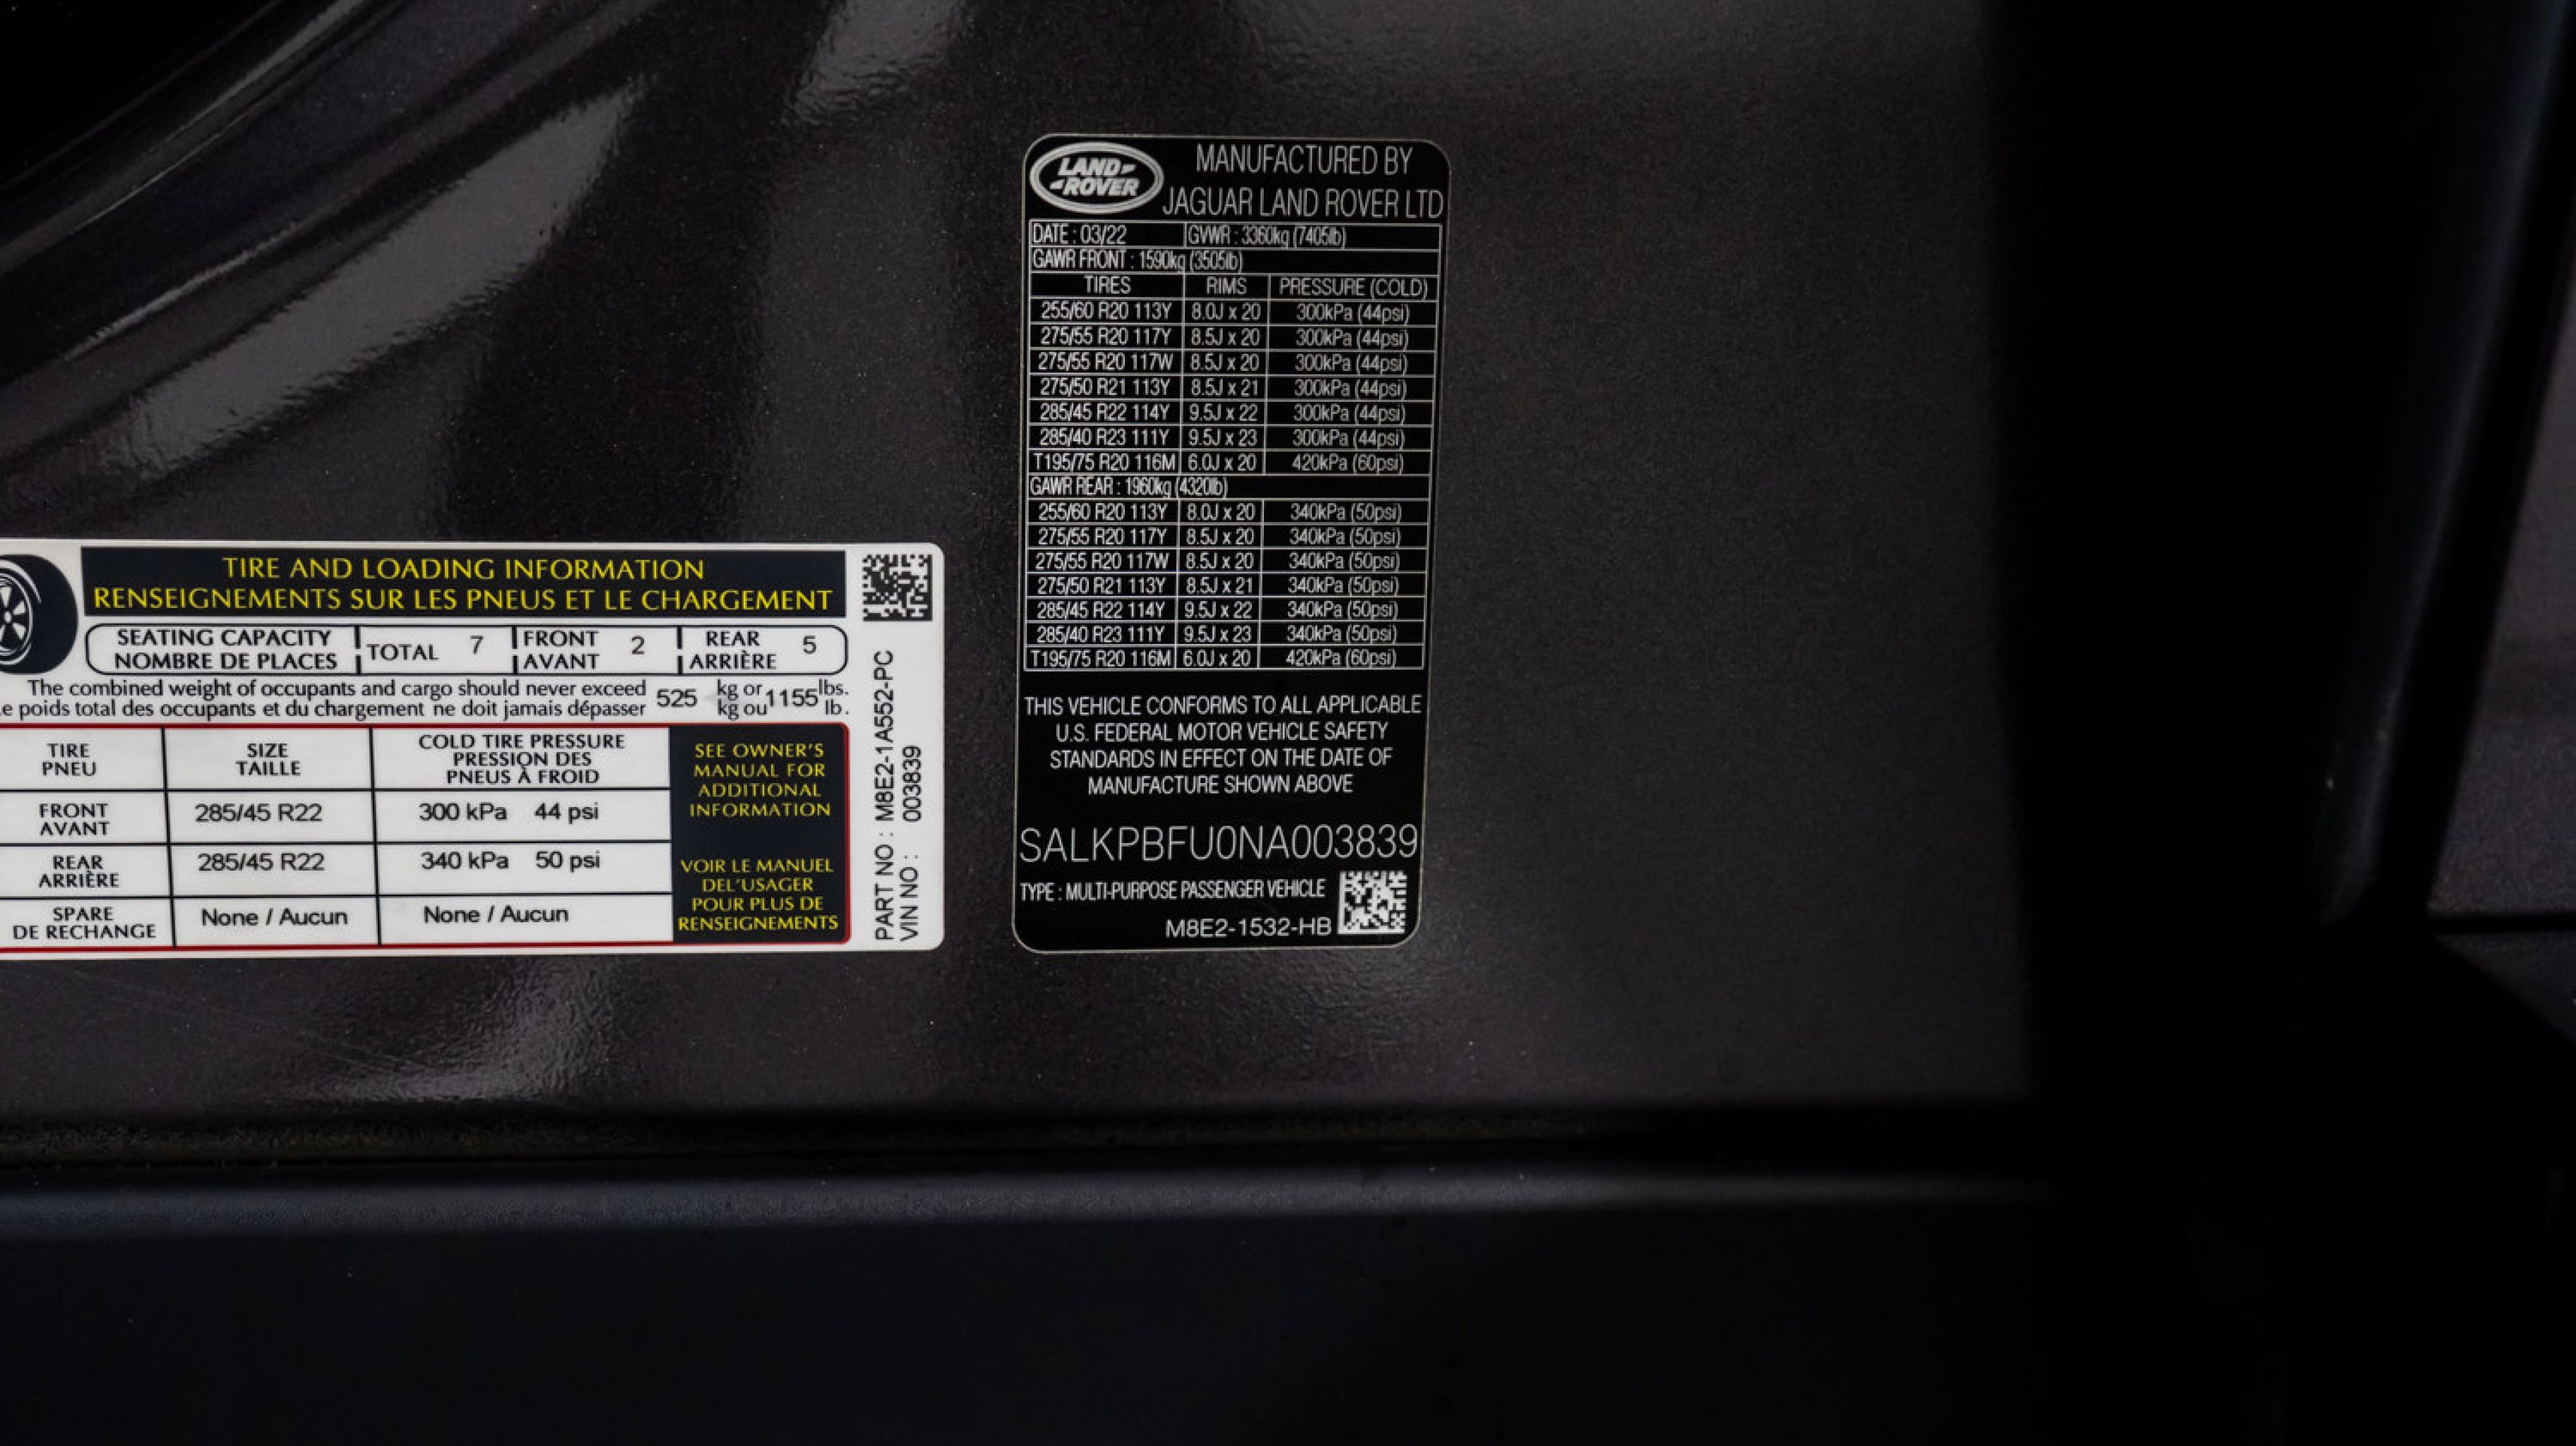 TIRE AND LOADING INFORMATION
RENSEIGNEMENTS SUR LES PNEUS ET LE CHARGEMENT
SEATING CAPACITY
NOMBRE DE PLACES
TOTAL 7
FRONT
AVANT
2
REAR
ARRIÈRE
5
The combined weight of occupants and cargo should never exceed 525 kg or 1155 lbs.
e poids total des occupants et du chargement ne doit jamais dépasser kg ou lb.
TIRE
PNEU
SIZE
TAILLE
COLD TIRE PRESSURE
PRESSION DES
PNEUS À FROID
FRONT
AVANT
285/45 R22
300 kPa 44 psi
REAR
ARRIÈRE
285/45 R22
340 kPa 50 psi
SPARE
DE RECHANGE
None / Aucun
None / Aucun
SEE OWNER'S
MANUAL FOR
ADDITIONAL
INFORMATION
VOIR LE MANUEL
DEL'USAGER
POUR PLUS DE
RENSEIGNEMENTS
PART NO : M8E2-1A552-PC
VIN NO : 003839
LAND-
-ROVER
MANUFACTURED BY
JAGUAR LAND ROVER LTD
DATE : 03/22 GVWR : 3360kg (7405lb)
GAWR FRONT : 1590kg (3505lb)
TIRES RIMS PRESSURE (COLD)
255/60 R20 113Y 8.0J x 20 300kPa (44psi)
275/55 R20 117Y 8.5J x 20 300kPa (44psi)
275/55 R20 117W 8.5J x 20 300kPa (44psi)
275/50 R21 113Y 8.5J x 21 300kPa (44psi)
285/45 R22 114Y 9.5J x 22 300kPa (44psi)
285/40 R23 111Y 9.5J x 23 300kPa (44psi)
T195/75 R20 116M 6.0J x 20 420kPa (60psi)
GAWR REAR : 1960kg (4320lb)
255/60 R20 113Y 8.0J x 20 340kPa (50psi)
275/55 R20 117Y 8.5J x 20 340kPa (50psi)
275/55 R20 117W 8.5J x 20 340kPa (50psi)
275/50 R21 113Y 8.5J x 21 340kPa (50psi)
285/45 R22 114Y 9.5J x 22 340kPa (50psi)
285/40 R23 111Y 9.5J x 23 340kPa (50psi)
T195/75 R20 116M 6.0J x 20 420kPa (60psi)
THIS VEHICLE CONFORMS TO ALL APPLICABLE
U.S. FEDERAL MOTOR VEHICLE SAFETY
STANDARDS IN EFFECT ON THE DATE OF
MANUFACTURE SHOWN ABOVE
SALKPBFU0NA003839
TYPE : MULTI-PURPOSE PASSENGER VEHICLE
M8E2-1532-HB